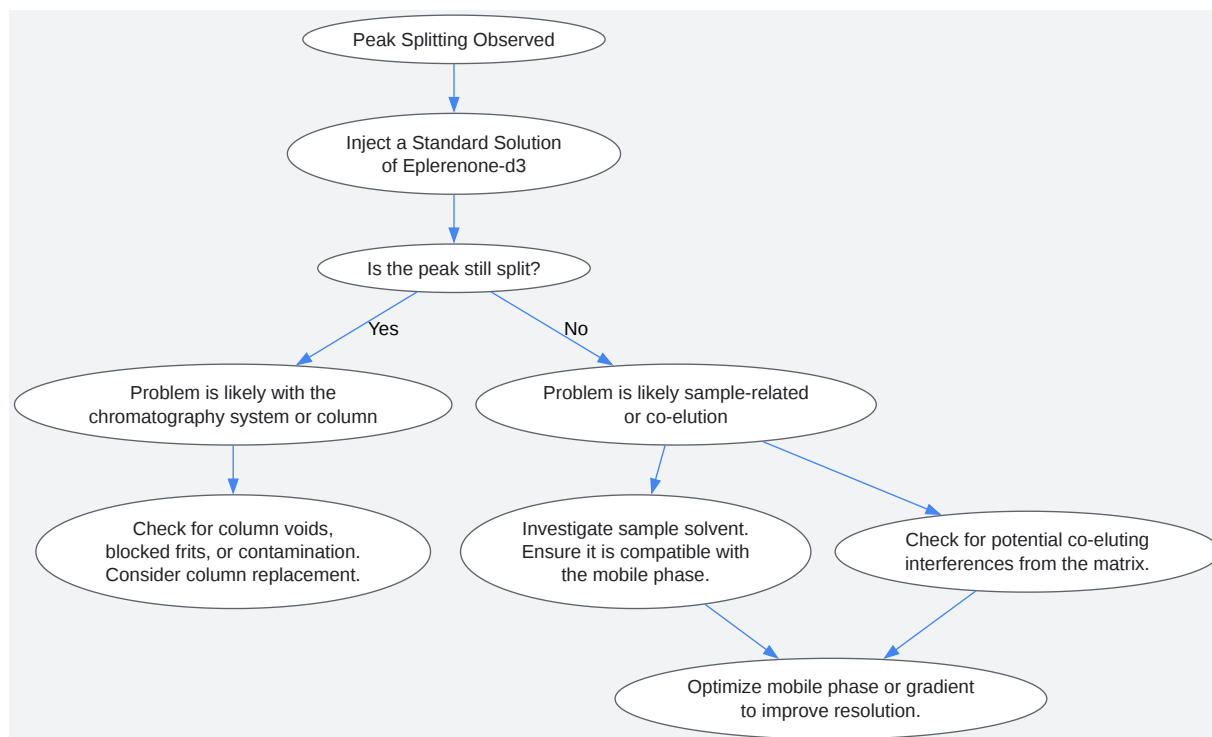 Peak Splitting Observed
Inject a Standard Solution
of Eplerenone-d3
Is the peak still split?
Yes
No
Problem is likely with the
chromatography system or column
Problem is likely sample-related
or co-elution
Check for column voids,
blocked frits, or contamination.
Consider column replacement.
Investigate sample solvent.
Ensure it is compatible with
the mobile phase.
Check for potential co-eluting
interferences from the matrix.
Optimize mobile phase or gradient
to improve resolution.